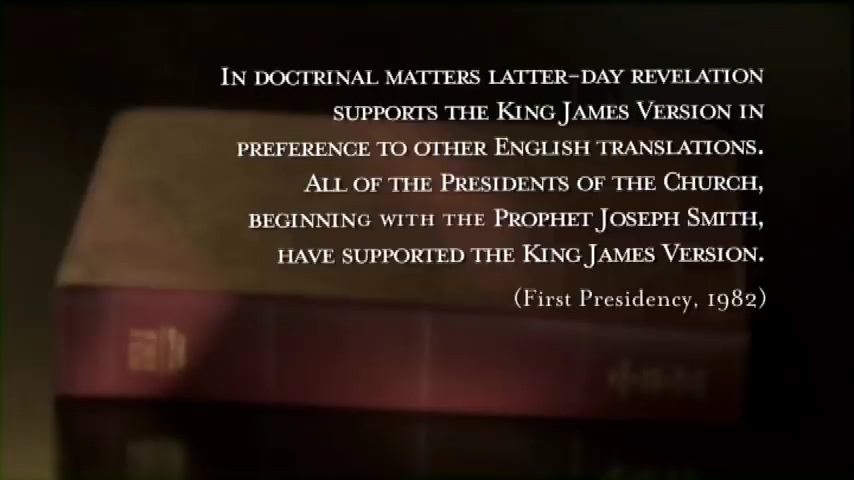 In doctrinal matters latter-day revelation
supports the King James Version in
preference to other English translations.
All of the Presidents of the Church,
beginning with the Prophet Joseph Smith,
have supported the King James Version.
(First Presidency, 1982)